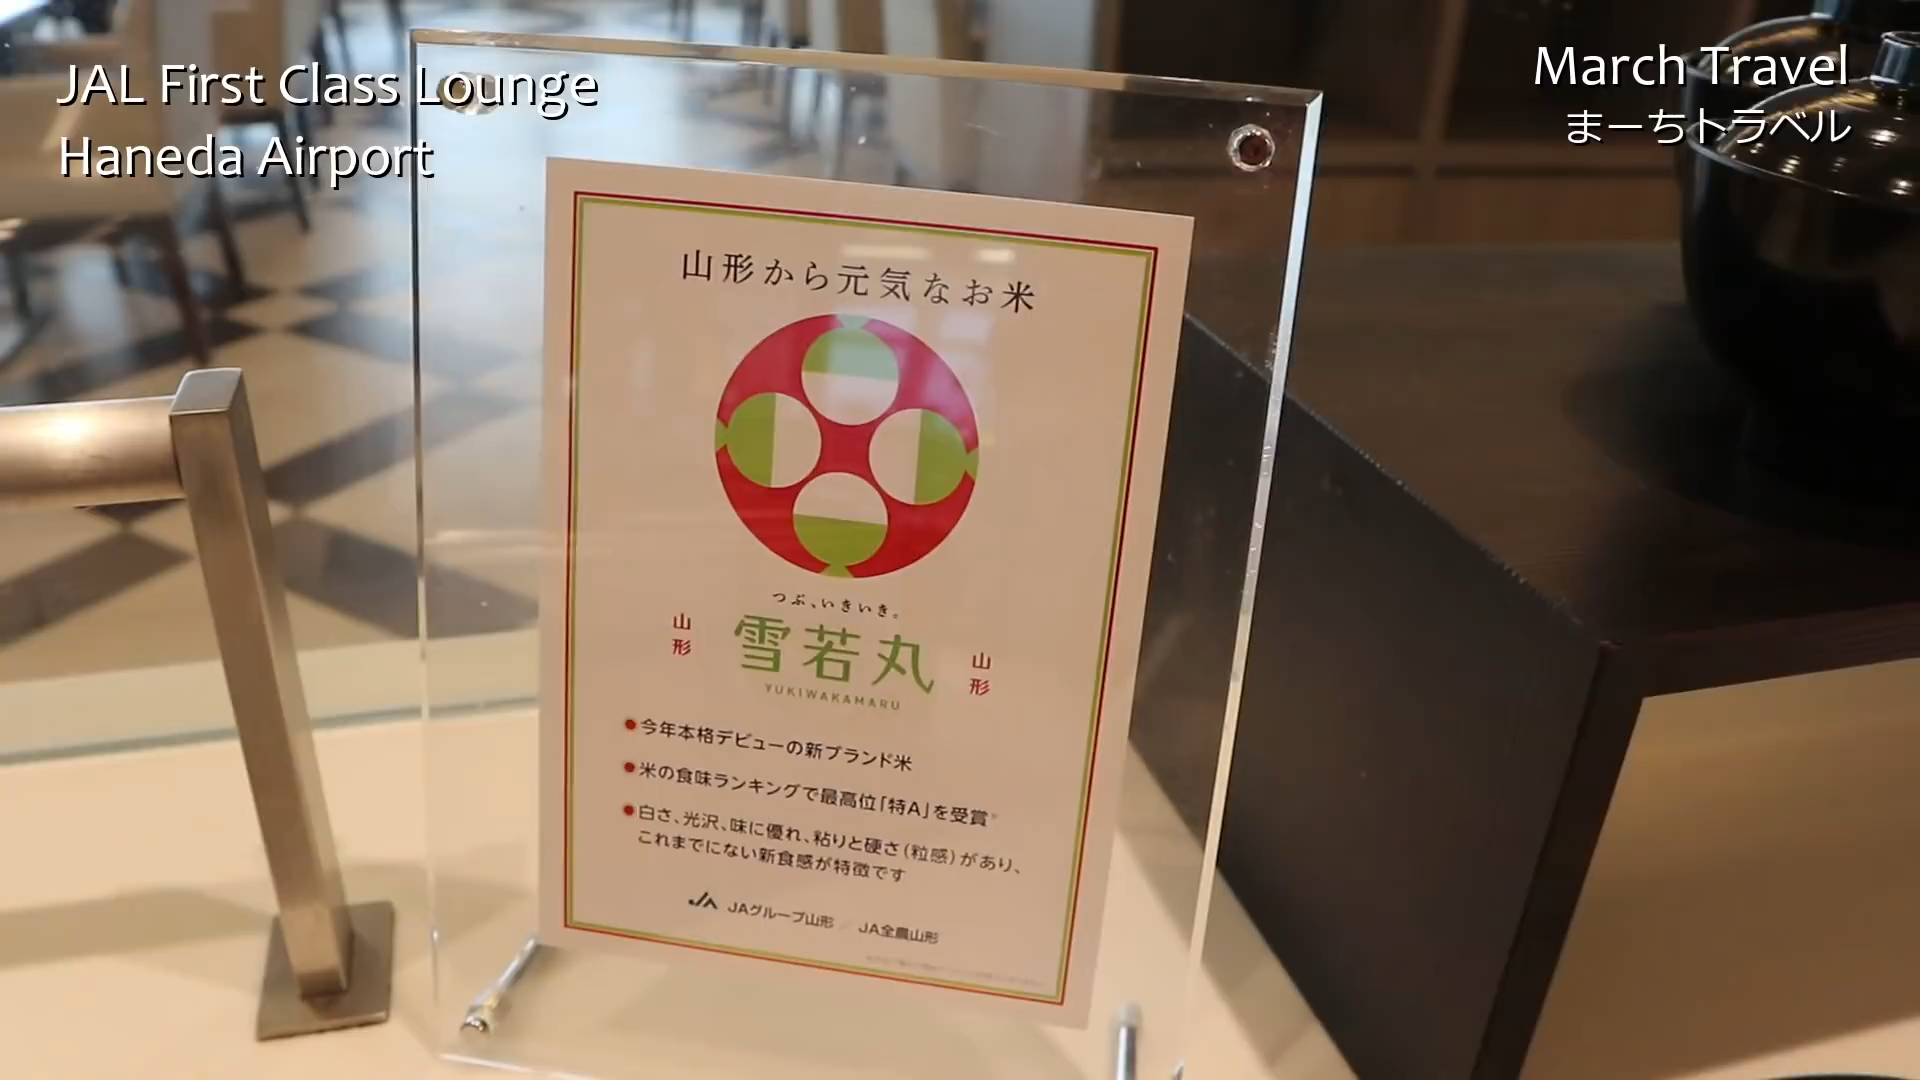 JAL First Class Lounge
Haneda Airport
March Travel
まーちトラベル
山形から元気なお米
つぶ、いきいき。
山形
雪若丸
山形
YUKIWAKAMARU
●今年本格デビューの新ブランド米
●米の食味ランキングで最高位「特A」を受賞※
●白さ、光沢、味に優れ、粘りと硬さ（粒感）があり、
これまでにない新食感が特徴です
JA JAグループ山形／JA全農山形